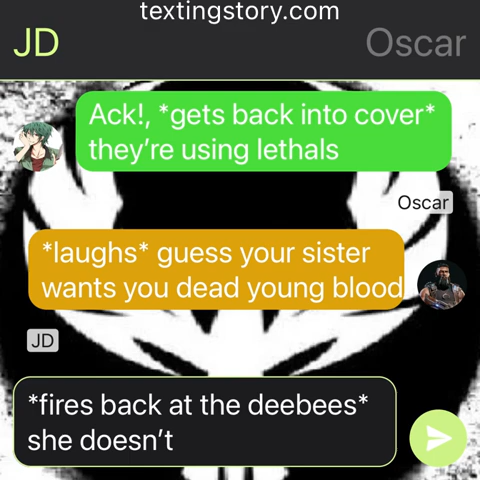 textingstory.com
JD
Oscar
Ack!, *gets back into cover*
they're using lethals
Oscar
*laughs* guess your sister
wants you dead young blood
JD
*fires back at the deebees*
she doesn't